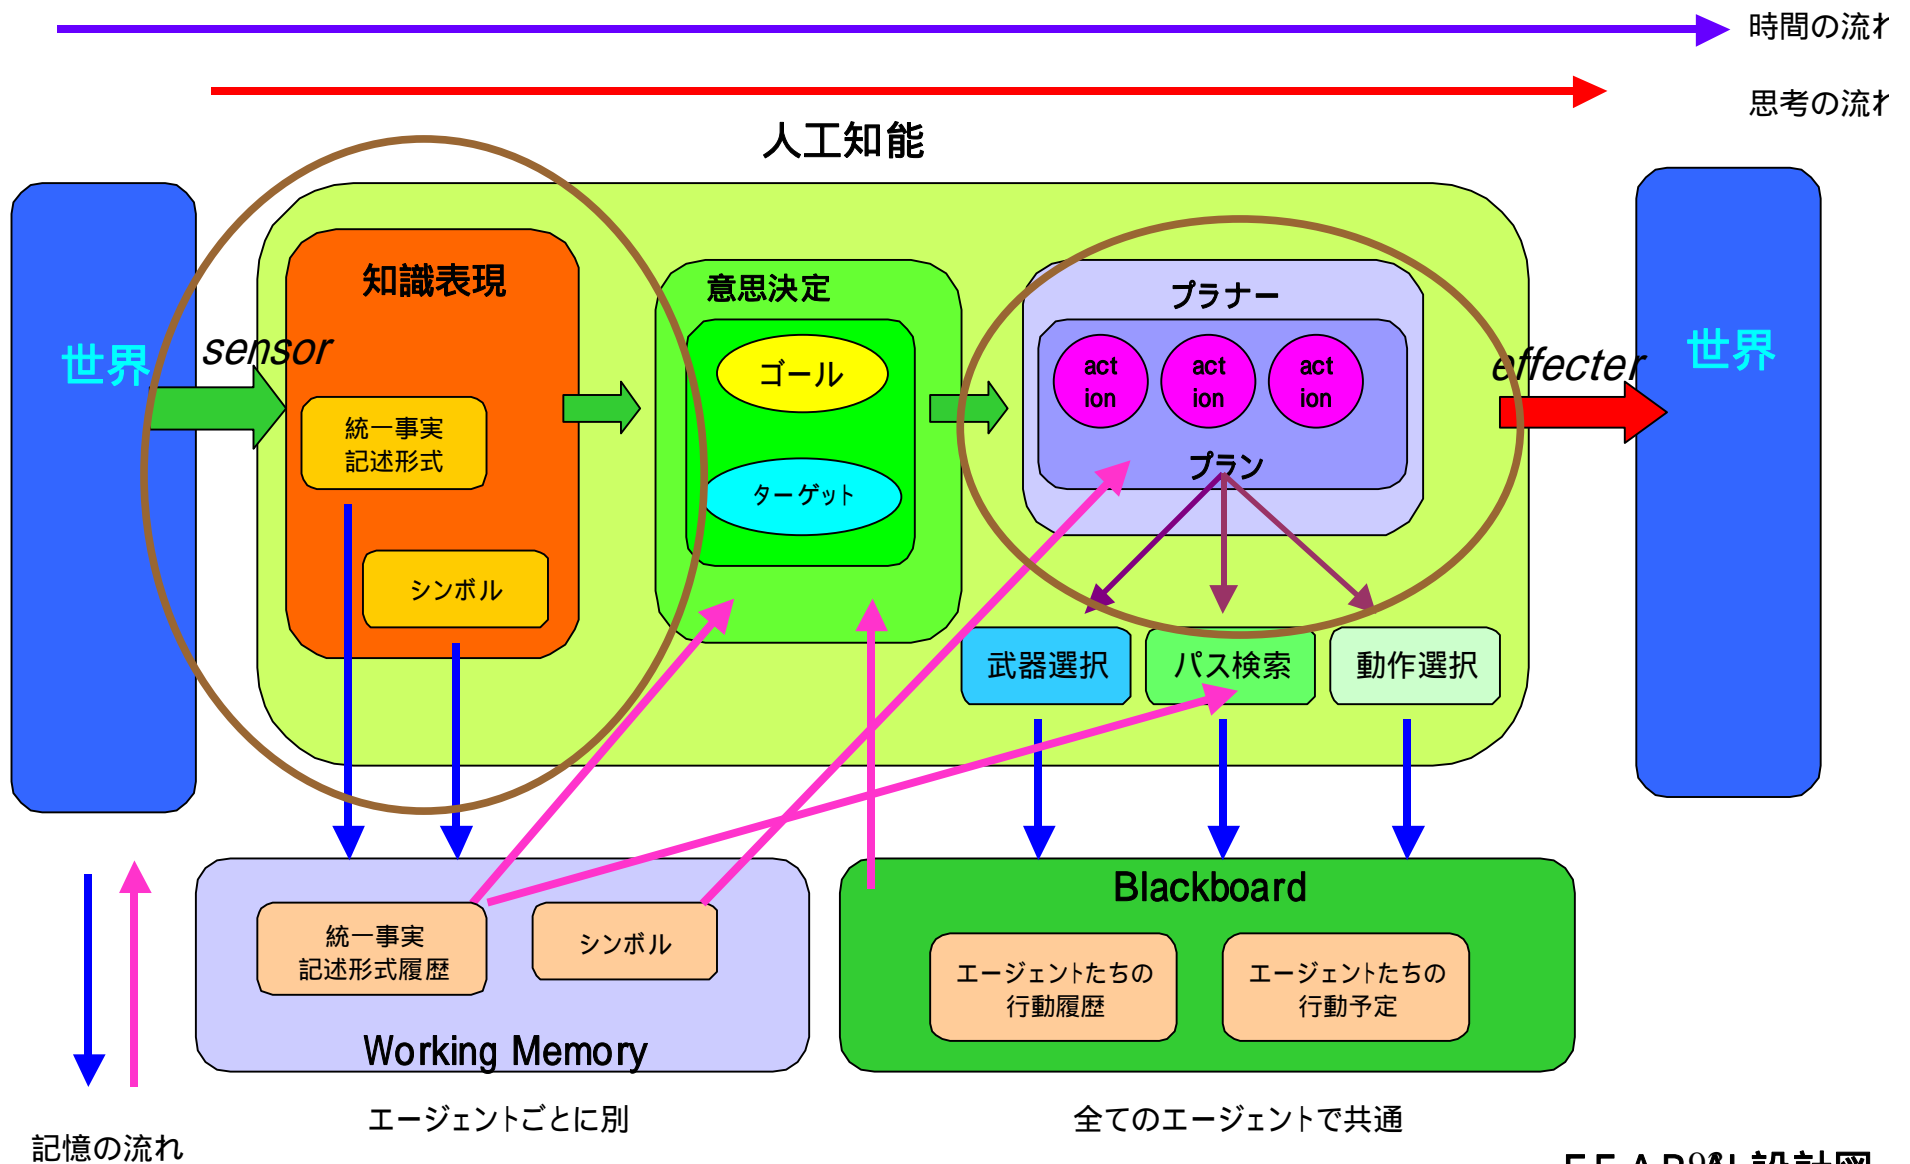 時間の流れ
思考の流れ
人工知能
世界
sensor
知識表現
統一事実
記述形式
シンボル
意思決定
ゴール
ターゲット
プラナー
act
ion
act
ion
act
ion
プラン
effecter
世界
武器選択
パス検索
動作選択
統一事実
記述形式履歴
シンボル
Working Memory
エージェントごとに別
Blackboard
エージェントたちの
行動履歴
エージェントたちの
行動予定
全てのエージェントで共通
記憶の流れ
設計図